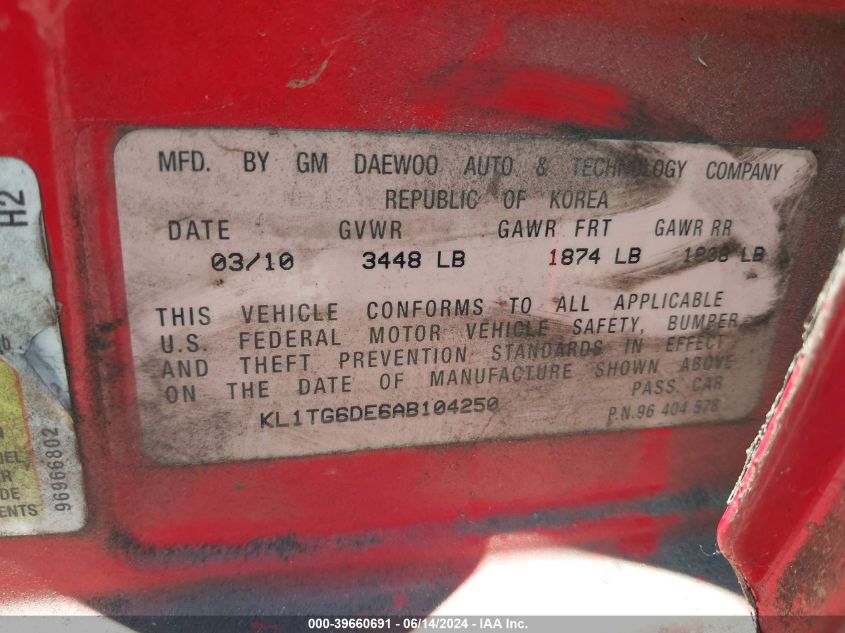 MFD. BY GM DAEWOO AUTO & TECHNOLOGY COMPANY
REPUBLIC OF KOREA
DATE GVWR GAWR FRT GAWR RR
03/10 3448 LB 1874 LB 1808 LB
THIS VEHICLE CONFORMS TO ALL APPLICABLE
U.S. FEDERAL MOTOR VEHICLE SAFETY, BUMPER
AND THEFT PREVENTION STANDARDS IN EFFECT
ON THE DATE OF MANUFACTURE SHOWN ABOVE
PASS CAR
KL1TG6DE6AB104250
P.N.96 404 578
H2
96966802
DE
ENTS
000-39660691 - 06/14/2024 - IAA Inc.